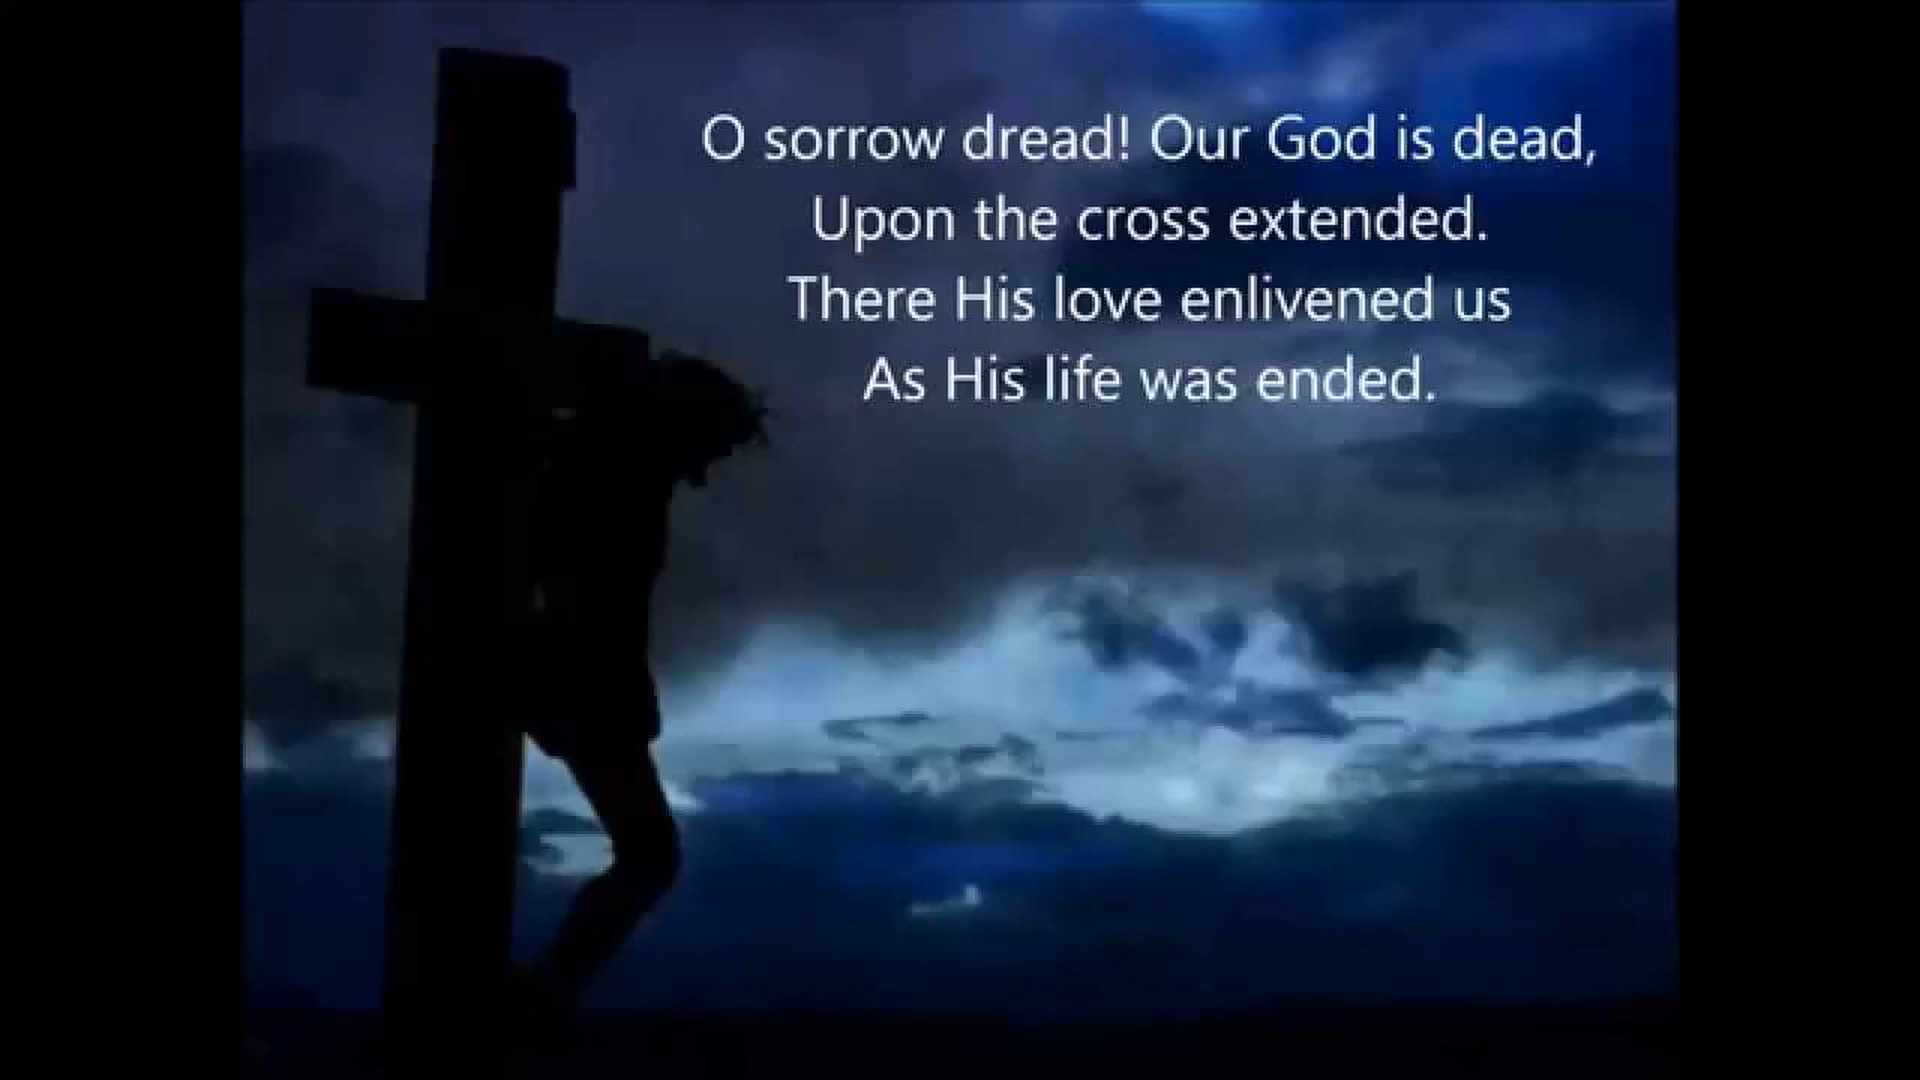 O sorrow dread! Our God is dead,
Upon the cross extended.
There His love enlivened us
As His life was ended.